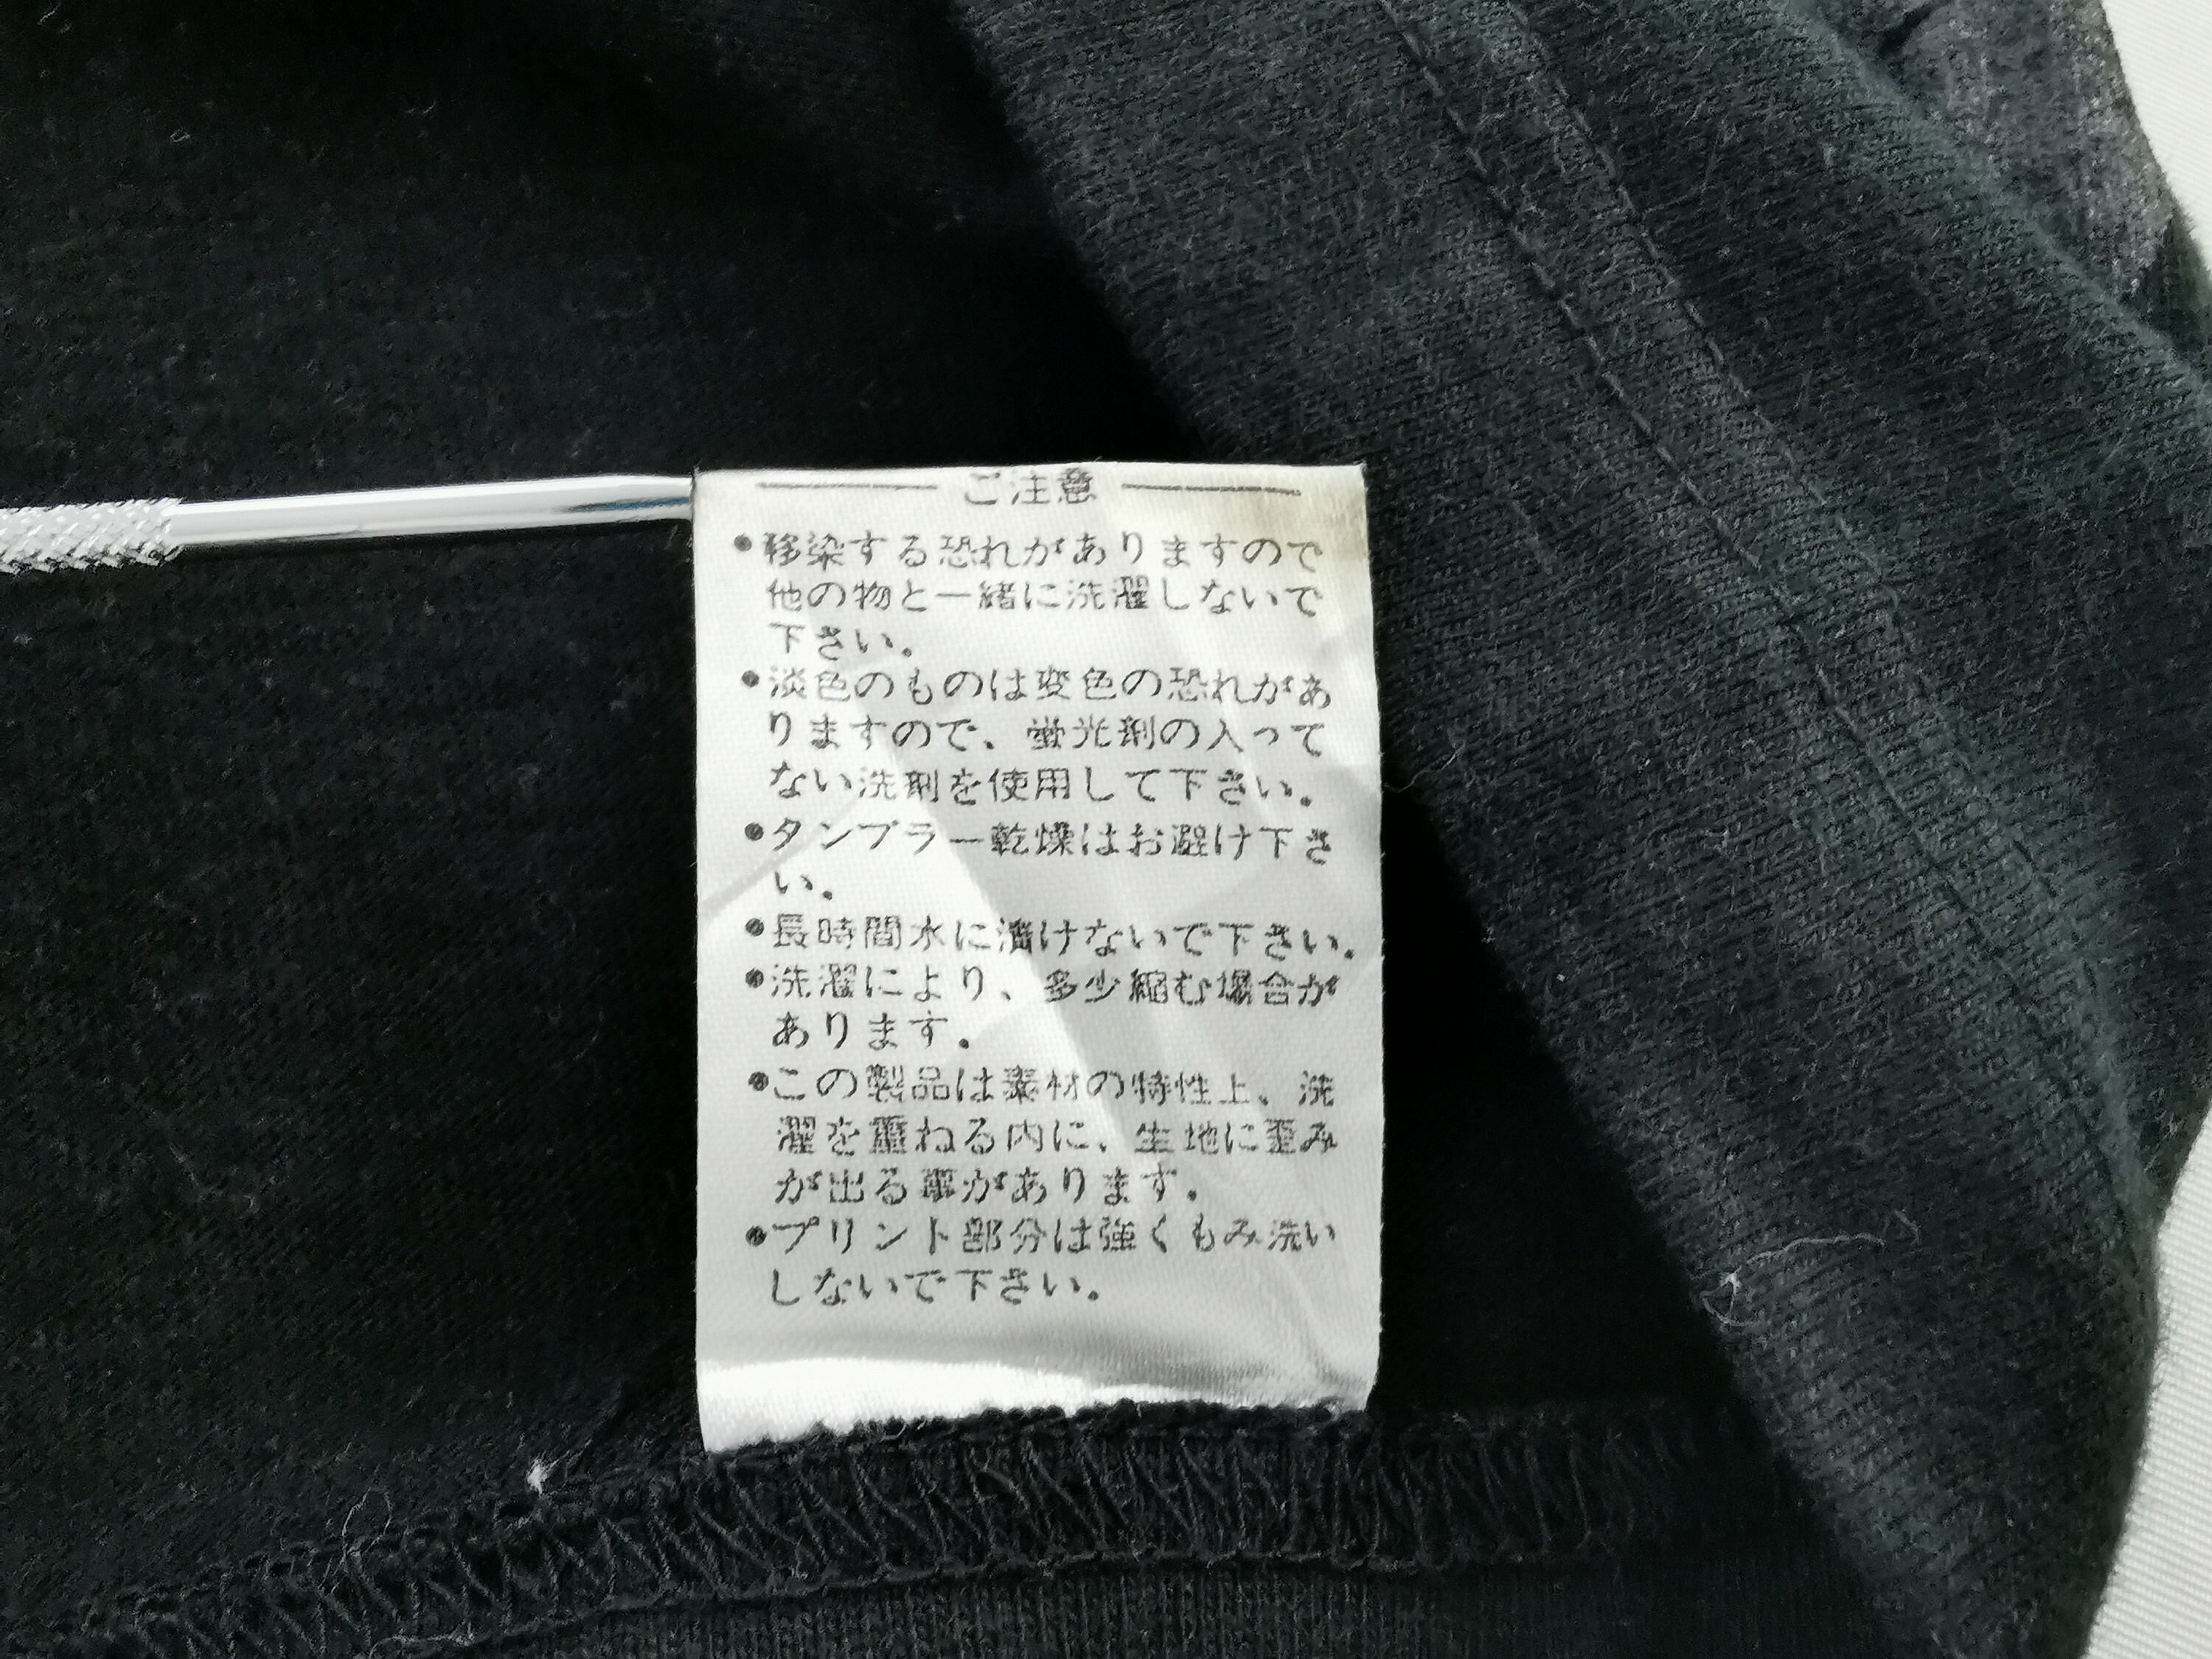 ご注意
●移染する恐れがありますので
他の物と一緒に洗濯しないで
下さい。
●淡色のものは変色の恐れがあ
りますので、蛍光剤の入って
ない洗剤を使用して下さい。
●タンブラー乾燥はお避け下さ
い。
●長時間水に漬けないで下さい。
●洗濯により、多少縮む場合が
あります。
●この製品は素材の特性上、洗
濯を重ねる内に、生地に歪み
が出る事があります。
●プリント部分は強くもみ洗い
しないで下さい。